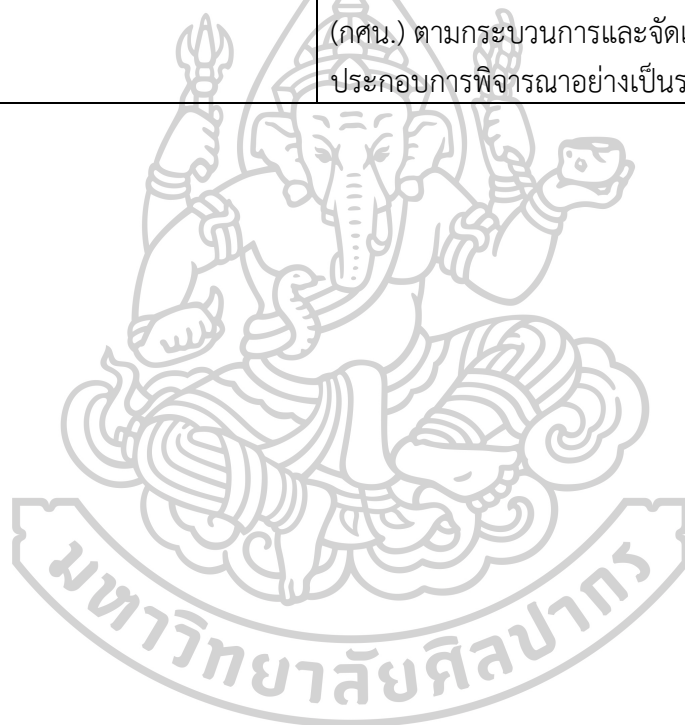 (กศน.) ตามกระบวนการและจัด
ประกอบการพิจารณาอย่างเป็น
มหาวิทยาลัยศิลปากร